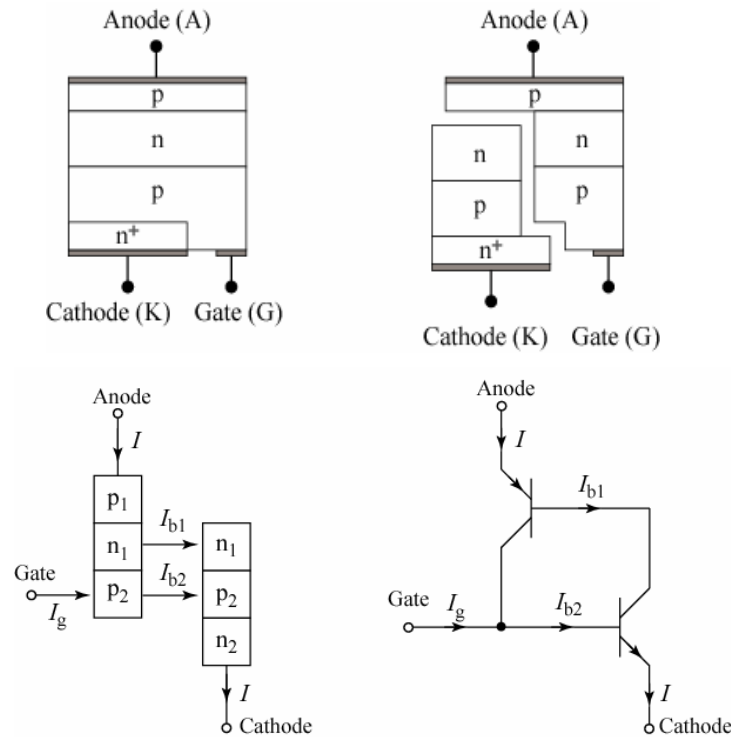 Anode (A)
p
n
p
n+
Cathode (K) Gate (G)
Anode (A)
p
n
n
p
p
n+
Cathode (K) Gate (G)
Anode
I
p1
n1
Ib1
n1
Gate
Ig
p2
Ib2
p2
n2
I
Cathode
Anode
I
Ib1
Gate
Ig
Ib2
I
Cathode